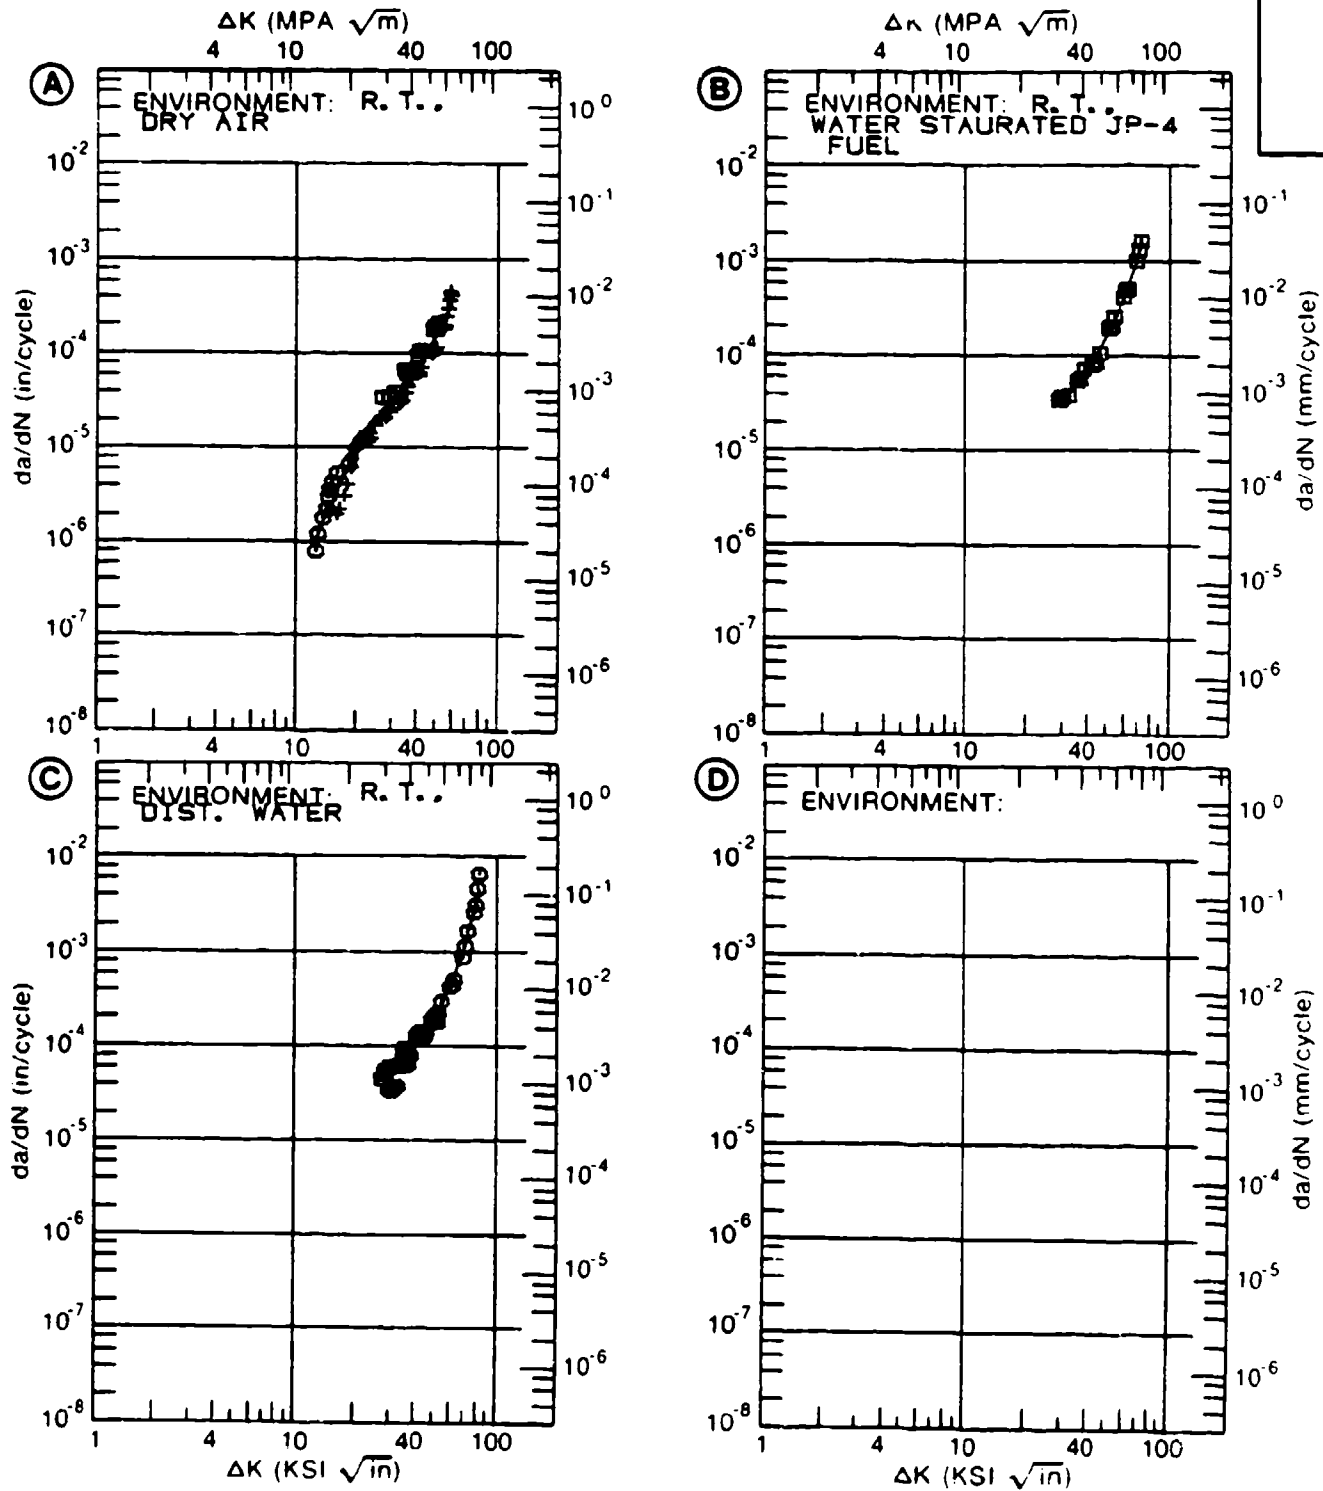 ΔK (MPA √m)
4 10 40 100
A
ENVIRONMENT: R.T.,
DRY AIR
10⁻² 10⁻³ 10⁻⁴ 10⁻⁵ 10⁻⁶ 10⁻⁷ 10⁻⁸
da/dN (in/cycle)
10⁰ 10⁻¹ 10⁻² 10⁻³ 10⁻⁴ 10⁻⁵ 10⁻⁶
1 4 10 40 100
ΔK (MPA √m)
4 10 40 100
B
ENVIRONMENT: R.T.,
WATER STAURATED JP-4
FUEL
10⁻² 10⁻³ 10⁻⁴ 10⁻⁵ 10⁻⁶ 10⁻⁷ 10⁻⁸
10⁻¹ 10⁻² 10⁻³ 10⁻⁴ 10⁻⁵ 10⁻⁶
da/dN (mm/cycle)
1 4 10 40 100
C
ENVIRONMENT: R.T.,
DIST. WATER
10⁻² 10⁻³ 10⁻⁴ 10⁻⁵ 10⁻⁶ 10⁻⁷ 10⁻⁸
da/dN (in/cycle)
10⁰ 10⁻¹ 10⁻² 10⁻³ 10⁻⁴ 10⁻⁵ 10⁻⁶
1 4 10 40 100
ΔK (KSI √in)
D
ENVIRONMENT:
10⁻² 10⁻³ 10⁻⁴ 10⁻⁵ 10⁻⁶ 10⁻⁷ 10⁻⁸
10⁰ 10⁻¹ 10⁻² 10⁻³ 10⁻⁴ 10⁻⁵ 10⁻⁶
da/dN (mm/cycle)
1 4 10 40 100
ΔK (KSI √in)